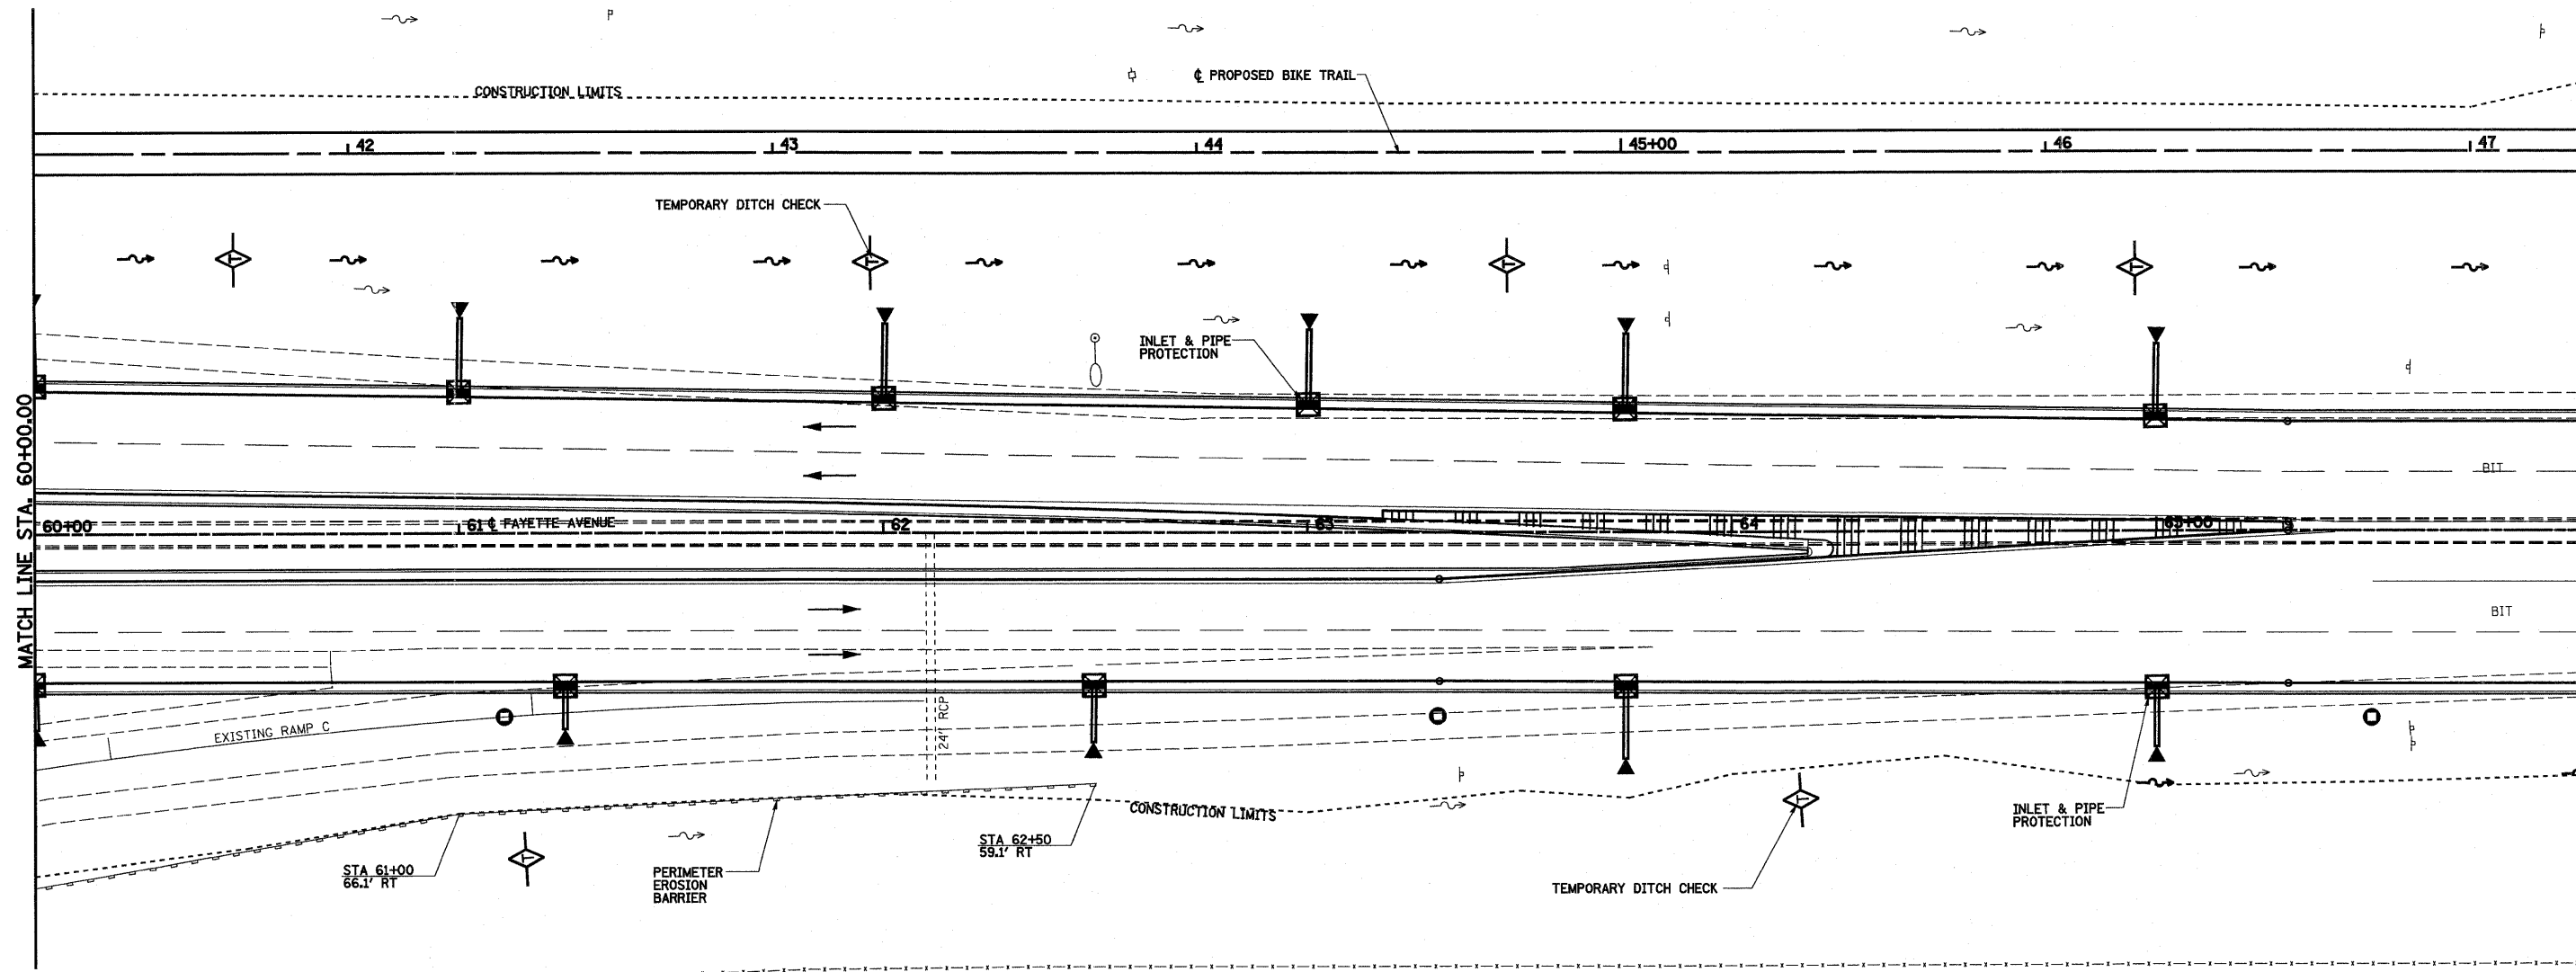 CONSTRUCTION LIMITS
℄ PROPOSED BIKE TRAIL
42
43
44
45+00
46
47
TEMPORARY DITCH CHECK
T
T
T
T
INLET & PIPE
PROTECTION
MATCH LINE STA. 60+00.00
BIT
60+00
61
℄ FAYETTE AVENUE
62
63
64
65+00
BIT
EXISTING RAMP C
24" RCP
CONSTRUCTION LIMITS
T
INLET & PIPE
PROTECTION
STA 62+50
59.1' RT
T
STA 61+00
66.1' RT
PERIMETER
EROSION
BARRIER
TEMPORARY DITCH CHECK